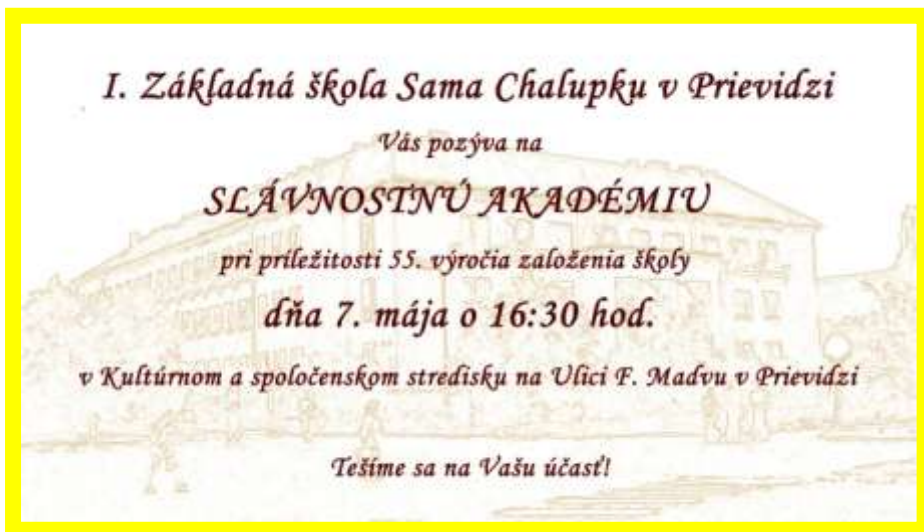 I. Základná škola Sama Chalupku v Prievidzi
Vás pozýva na
SLÁVNOSTNÚ AKADÉMIU
pri príležitosti 55. výročia založenia školy
dňa 7. mája o 16:30 hod.
v Kultúrnom a spoločenskom stredisku na Ulici F. Madvu v Prievidzi
Tešíme sa na Vašu účasť!